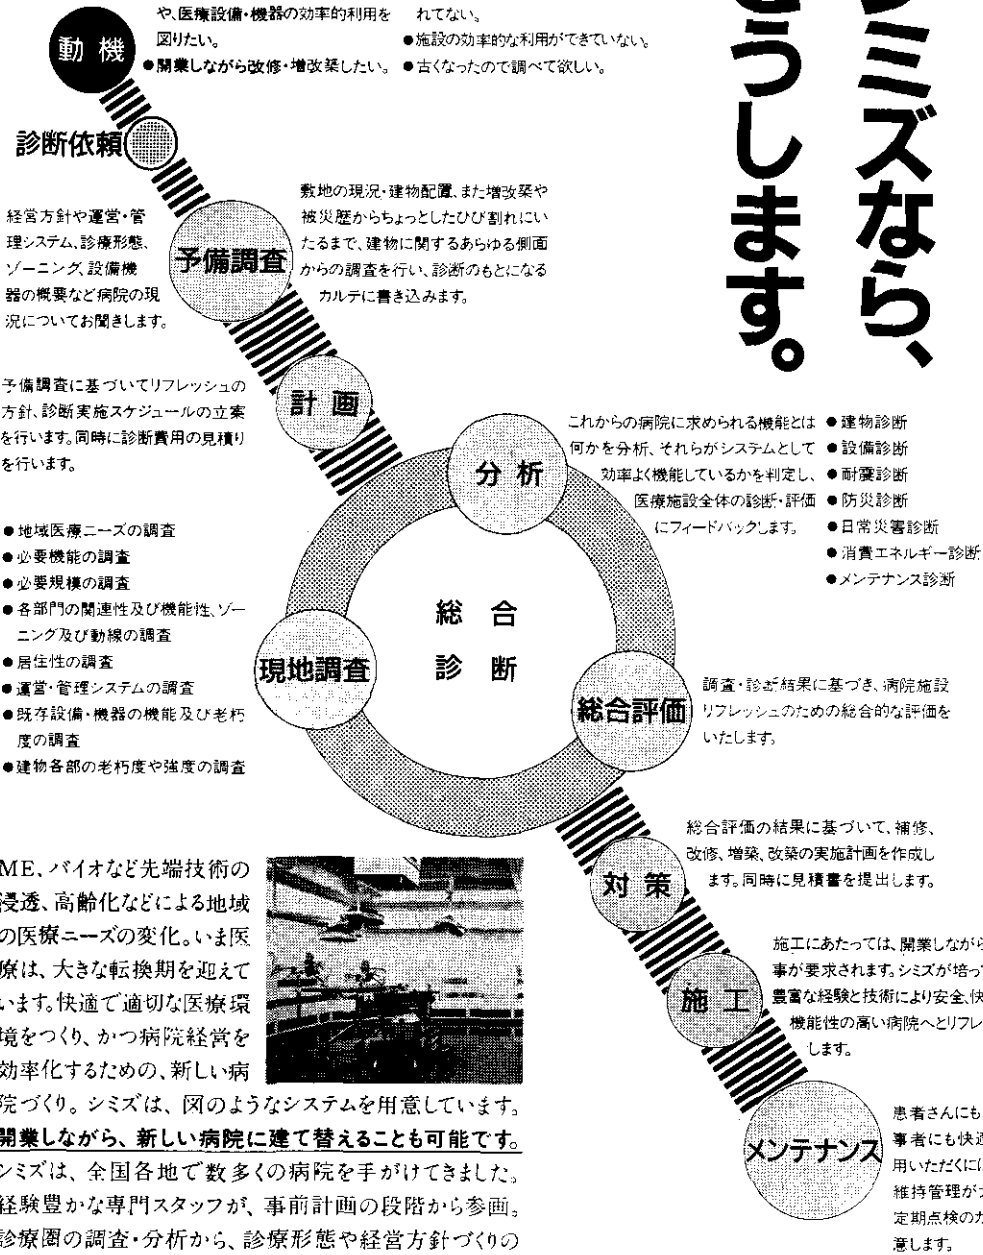 ミズなら、
うします。
や、医療設備・機器の効率的利用を
図りたい。
●開業しながら改修・増改築したい。
れてない。
●施設の効率的な利用ができていない。
●古くなったので調べて欲しい。
動機
診断依頼
経営方針や運営・管
理システム、診療形態、
ゾーニング、設備機
器の概要など病院の現
況についてお聞きします。
予備調査
敷地の現況・建物配置、また増改築や
被災歴からちょっとしたひび割れにい
たるまで、建物に関するあらゆる側面
からの調査を行い、診断のもとになる
カルテに書き込みます。
予備調査に基づいてリフレッシュの
方針、診断実施スケジュールの立案
を行います。同時に診断費用の見積り
を行います。
計画
分析
これからの病院に求められる機能とは
何かを分析、それらがシステムとして
効率よく機能しているかを判定し、
医療施設全体の診断・評価
にフィードバックします。
●建物診断
●設備診断
●耐震診断
●防災診断
●日常災害診断
●消費エネルギー診断
●メンテナンス診断
●地域医療ニーズの調査
●必要機能の調査
●必要規模の調査
●各部門の関連性及び機能性、ゾー
ニング及び動線の調査
●居住性の調査
●運営・管理システムの調査
●既存設備・機器の機能及び老朽
度の調査
●建物各部の老朽度や強度の調査
総合
診断
現地調査
総合評価
調査・診断結果に基づき、病院施設
リフレッシュのための総合的な評価を
いたします。
総合評価の結果に基づいて、補修、
改修、増築、改築の実施計画を作成し
ます。同時に見積書を提出します。
対策
施工にあたっては、開業しながら
事が要求されます。シミズが培っ
豊富な経験と技術により安全、快
機能性の高い病院へとリフレ
します。
施工
メンテナンス
患者さんにも
事者にも快適
用いただくに
維持管理が
定期点検の
意します。
ME、バイオなど先端技術の
浸透、高齢化などによる地域
の医療ニーズの変化。いま医
療は、大きな転換期を迎えて
います。快適で適切な医療環
境をつくり、かつ病院経営を
効率化するための、新しい病
院づくり。シミズは、図のようなシステムを用意しています。
開業しながら、新しい病院に建て替えることも可能です。
シミズは、全国各地で数多くの病院を手がけてきました。
経験豊かな専門スタッフが、事前計画の段階から参画。
診療圏の調査・分析から、診療形態や経営方針づくりの